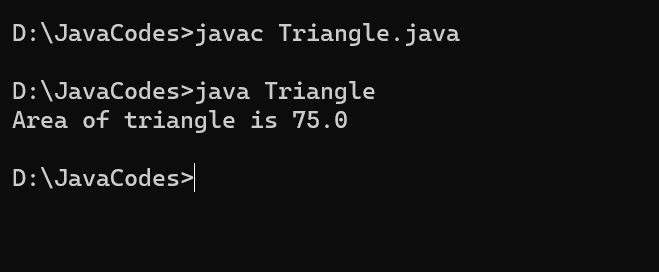 D:\JavaCodes>javac Triangle.java
D:\JavaCodes>java Triangle
Area of triangle is 75.0
D:\JavaCodes>